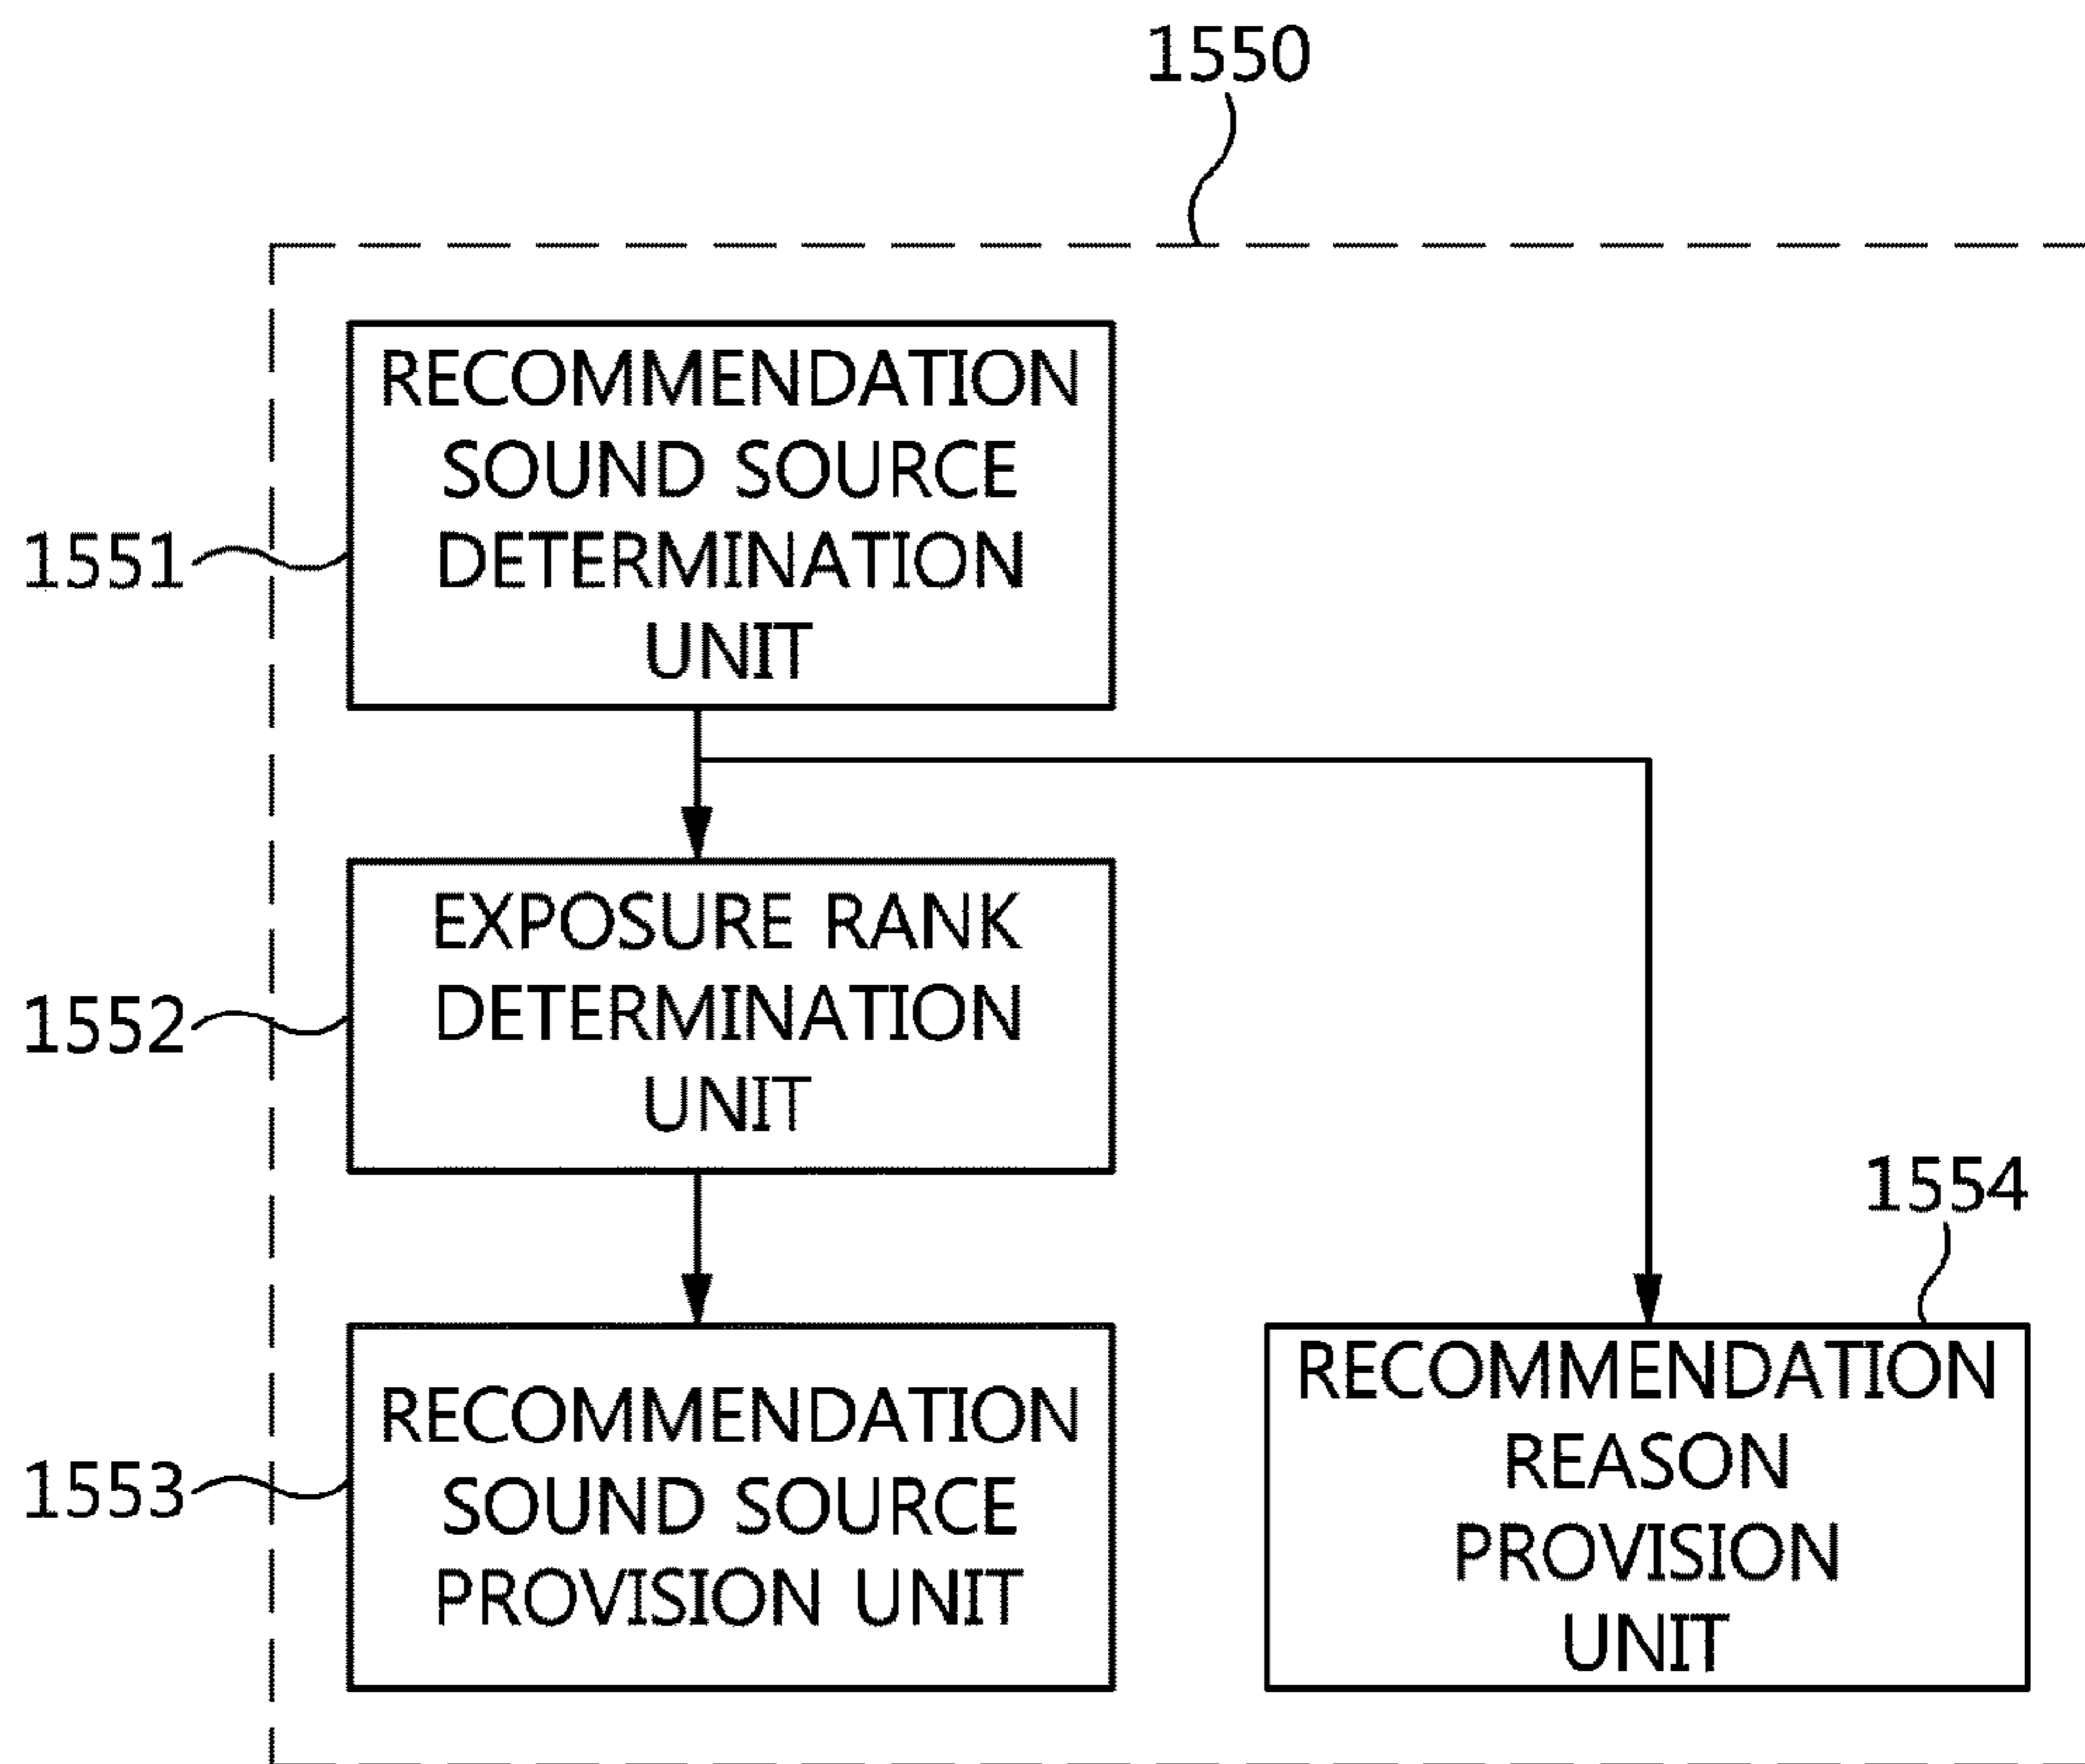 1550
RECOMMENDATION
SOUND SOURCE
DETERMINATION
UNIT
1551
EXPOSURE RANK
DETERMINATION
UNIT
1552
1554
RECOMMENDATION
SOUND SOURCE
PROVISION UNIT
1553
RECOMMENDATION
REASON
PROVISION
UNIT